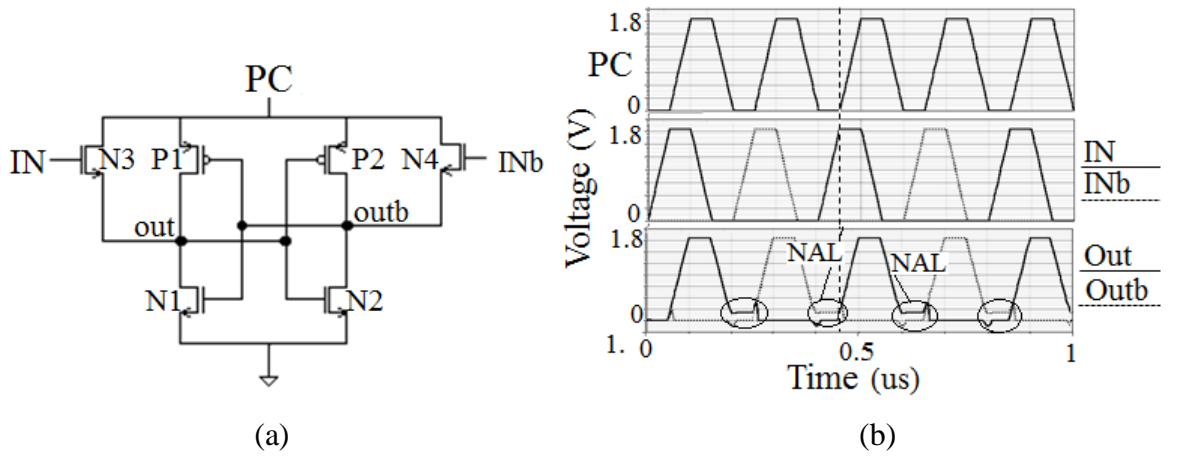 PC
IN
N3
P1
P2
N4
INb
out
outb
N1
N2
(a)
Voltage (V)
PC
1.8
0
1.8
0
IN
INb
1.8
0
NAL
NAL
Out
Outb
1.
0
0.5
1
Time (us)
(b)